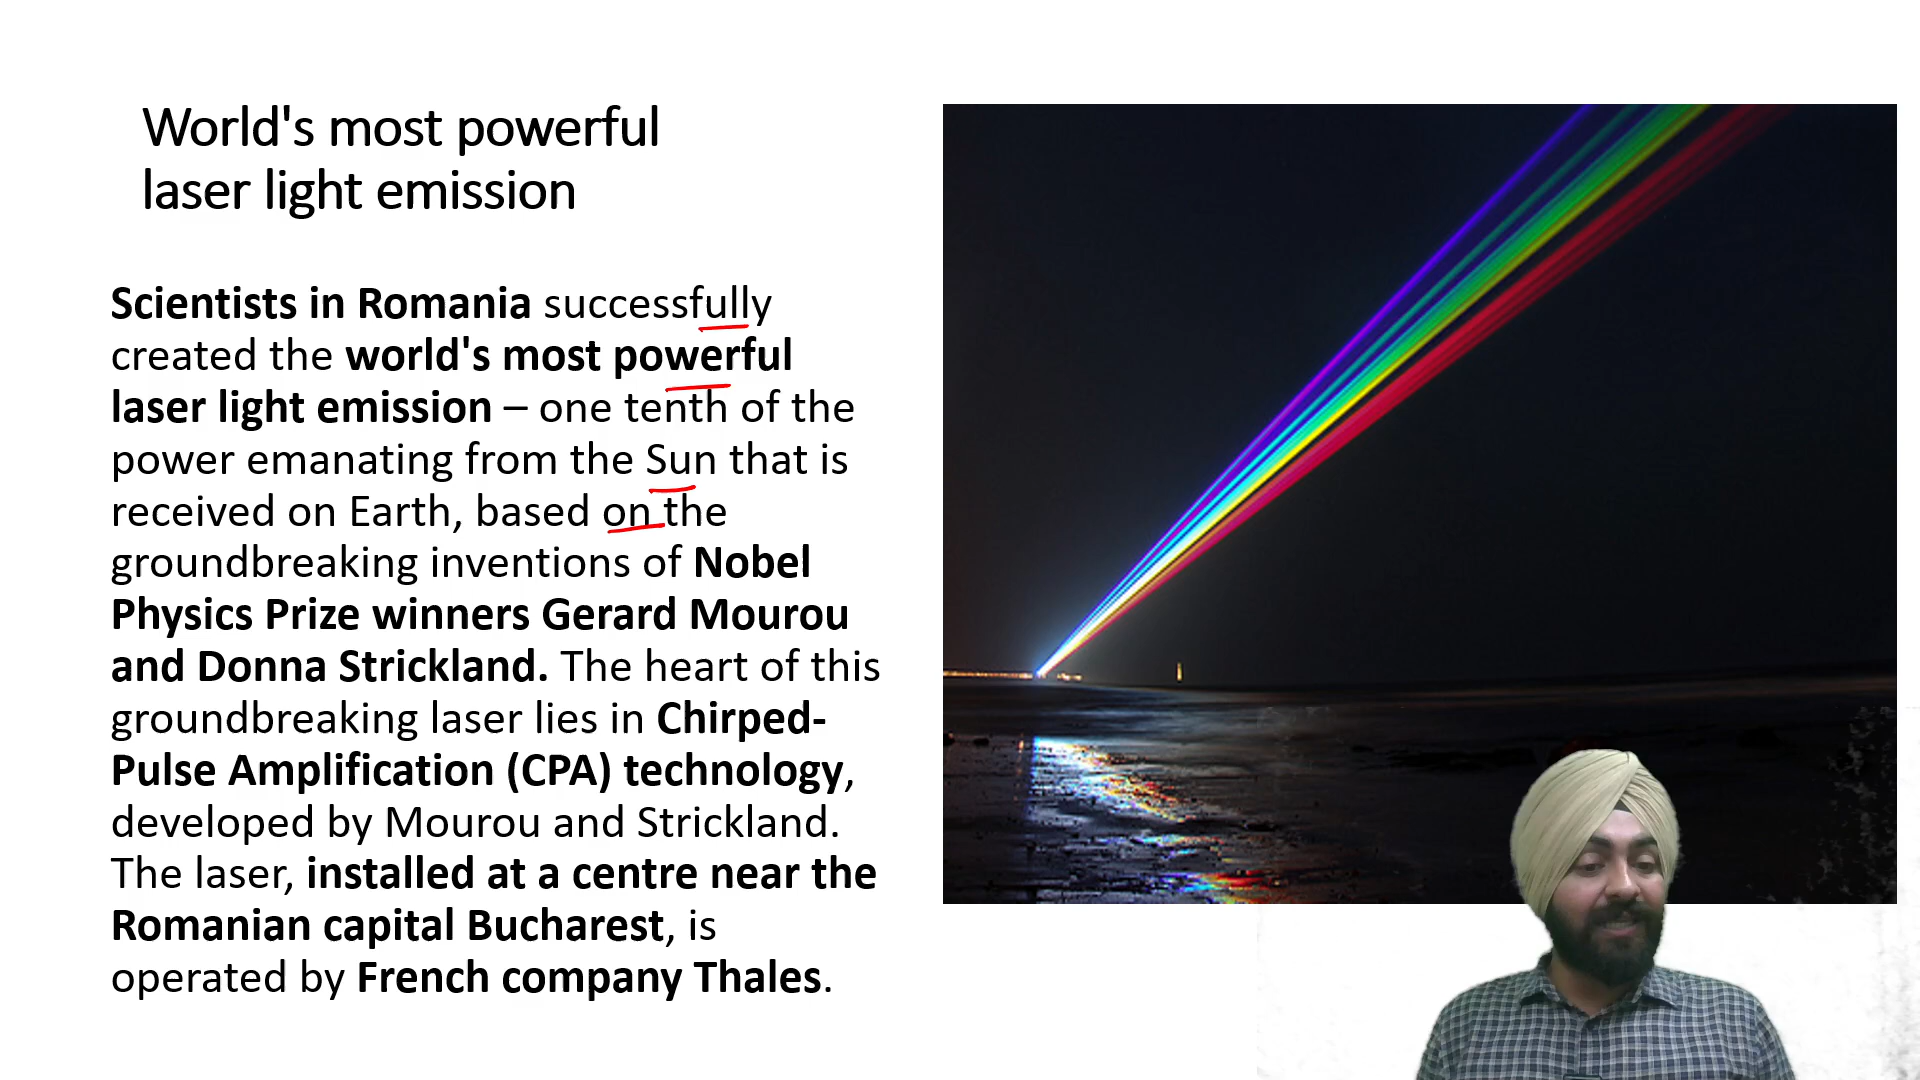 World's most powerful
laser light emission
Scientists in Romania successfully
created the world's most powerful
laser light emission – one tenth of the
power emanating from the Sun that is
received on Earth, based on the
groundbreaking inventions of Nobel
Physics Prize winners Gerard Mourou
and Donna Strickland. The heart of this
groundbreaking laser lies in Chirped-
Pulse Amplification (CPA) technology,
developed by Mourou and Strickland.
The laser, installed at a centre near the
Romanian capital Bucharest, is
operated by French company Thales.